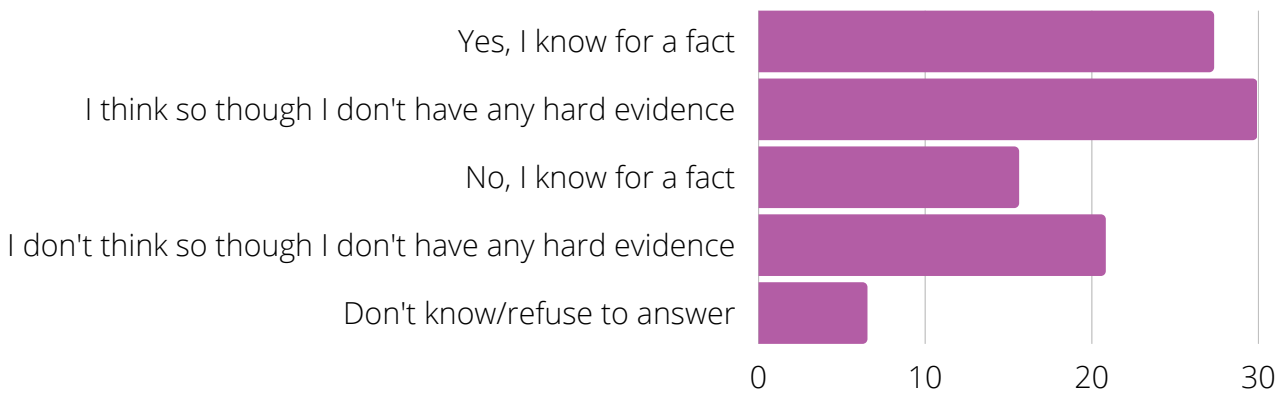 Yes, I know for a fact
I think so though I don't have any hard evidence
No, I know for a fact
I don't think so though I don't have any hard evidence
Don't know/refuse to answer
0 10 20 30